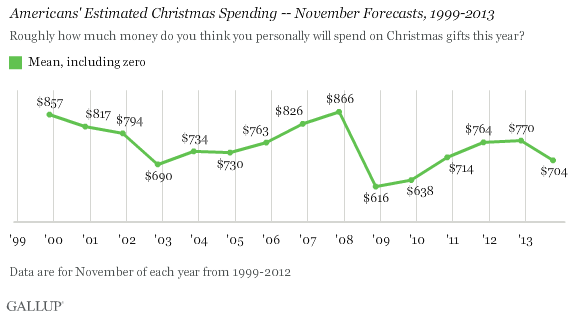 Americans' Estimated Christmas Spending -- November Forecasts, 1999-2013
Roughly how much money do you think you personally will spend on Christmas gifts this year?
Mean, including zero
$857
$817
$794
$690
$734
$730
$763
$826
$866
$616
$638
$714
$764
$770
$704
'99 '00 '01 '02 '03 '04 '05 '06 '07 '08 '09 '10 '11 '12 '13
Data are for November of each year from 1999-2012
GALLUP'